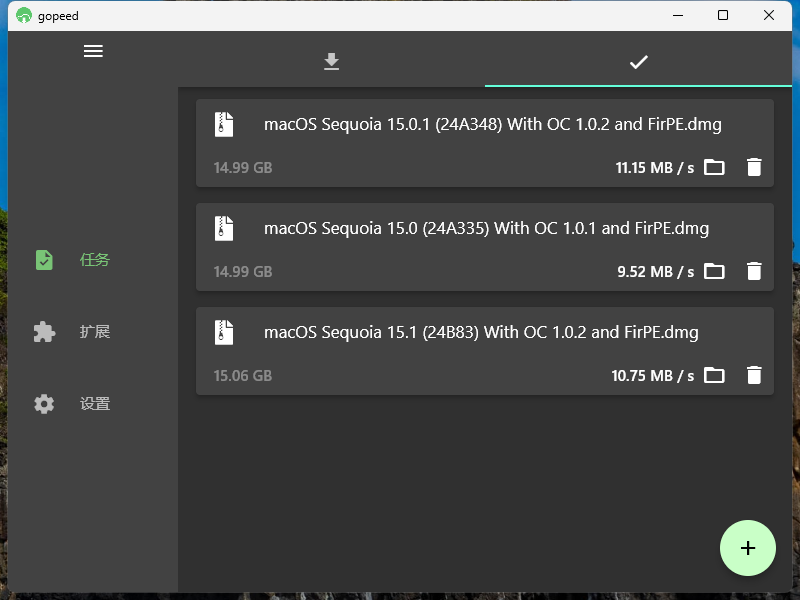 gopeed
macOS Sequoia 15.0.1 (24A348) With OC 1.0.2 and FirPE.dmg
14.99 GB
11.15 MB / s
macOS Sequoia 15.0 (24A335) With OC 1.0.1 and FirPE.dmg
14.99 GB
9.52 MB / s
macOS Sequoia 15.1 (24B83) With OC 1.0.2 and FirPE.dmg
15.06 GB
10.75 MB / s
任务
扩展
设置